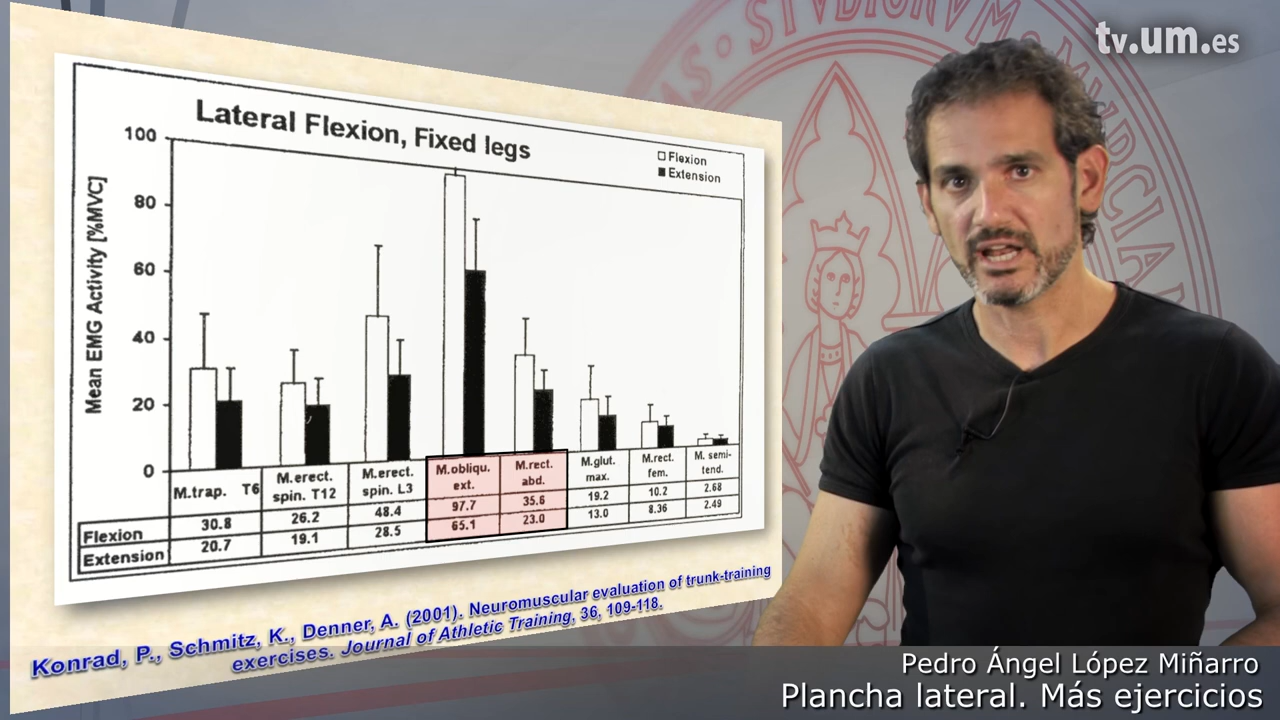 tv.um.es
STVDIORVM
MVRCIANA
Lateral Flexion, Fixed legs
Flexion
Extension
Mean EMG Activity [%MVC]
100
80
60
40
20
0
M.trap. T6 M.erect. spin. T12 M.erect. spin. L3 M.obliqu. ext. M.rect. abd. M.glut. max. M.rect. fem. M. semi-tend.
Flexion 30.8 26.2 48.4 97.7 35.6 19.2 10.2 2.68
Extension 20.7 19.1 28.5 65.1 23.0 13.0 8.36 2.49
Konrad, P., Schmitz, K., Denner, A. (2001). Neuromuscular evaluation of trunk-training
exercises. Journal of Athletic Training, 36, 109-118.
Pedro Ángel López Miñarro
Plancha lateral. Más ejercicios